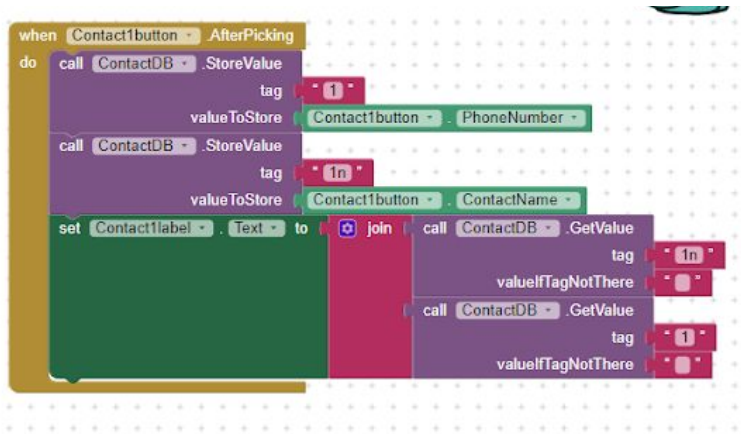 when Contact1button .AfterPicking
do call ContactDB .StoreValue
tag " 1 "
valueToStore Contact1button . PhoneNumber
call ContactDB .StoreValue
tag " 1n "
valueToStore Contact1button . ContactName
set Contact1label . Text to join call ContactDB .GetValue
tag " 1n "
valueIfTagNotThere " "
call ContactDB .GetValue
tag " 1 "
valueIfTagNotThere " "